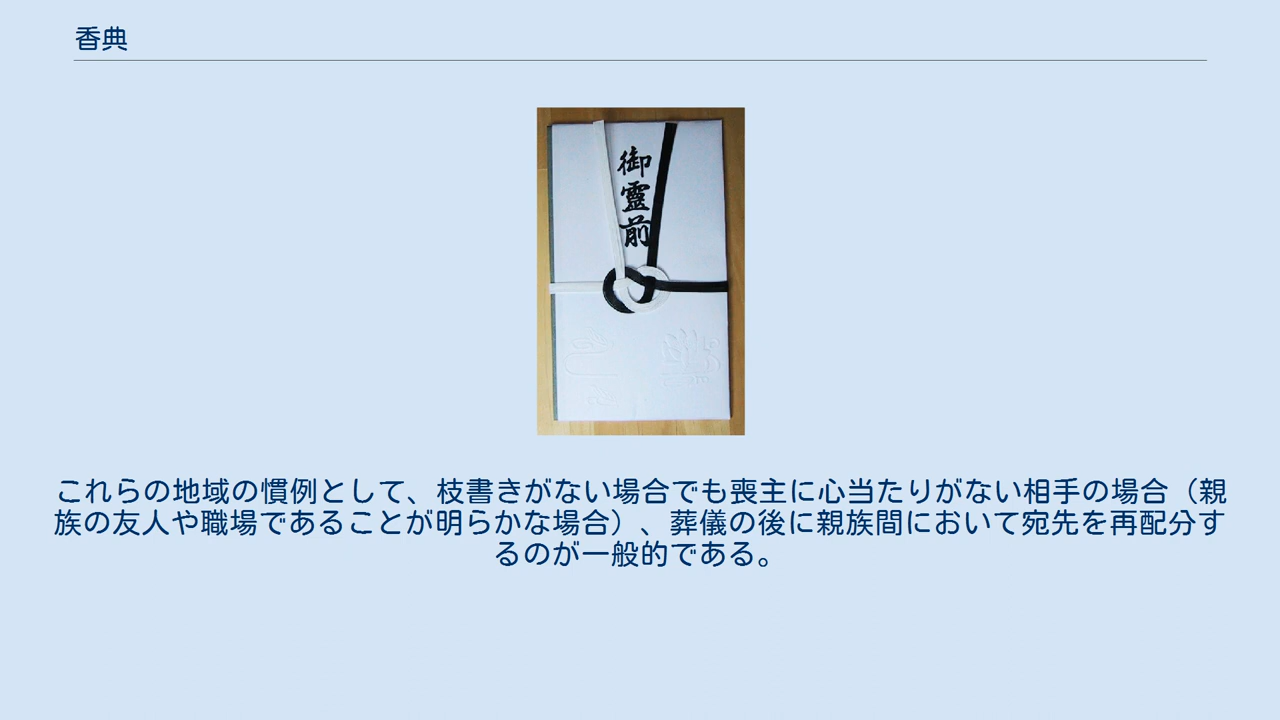 香典
御霊前
これらの地域の慣例として、枝書きがない場合でも喪主に心当たりがない相手の場合（親
族の友人や職場であることが明らかな場合）、葬儀の後に親族間において宛先を再配分す
るのが一般的である。